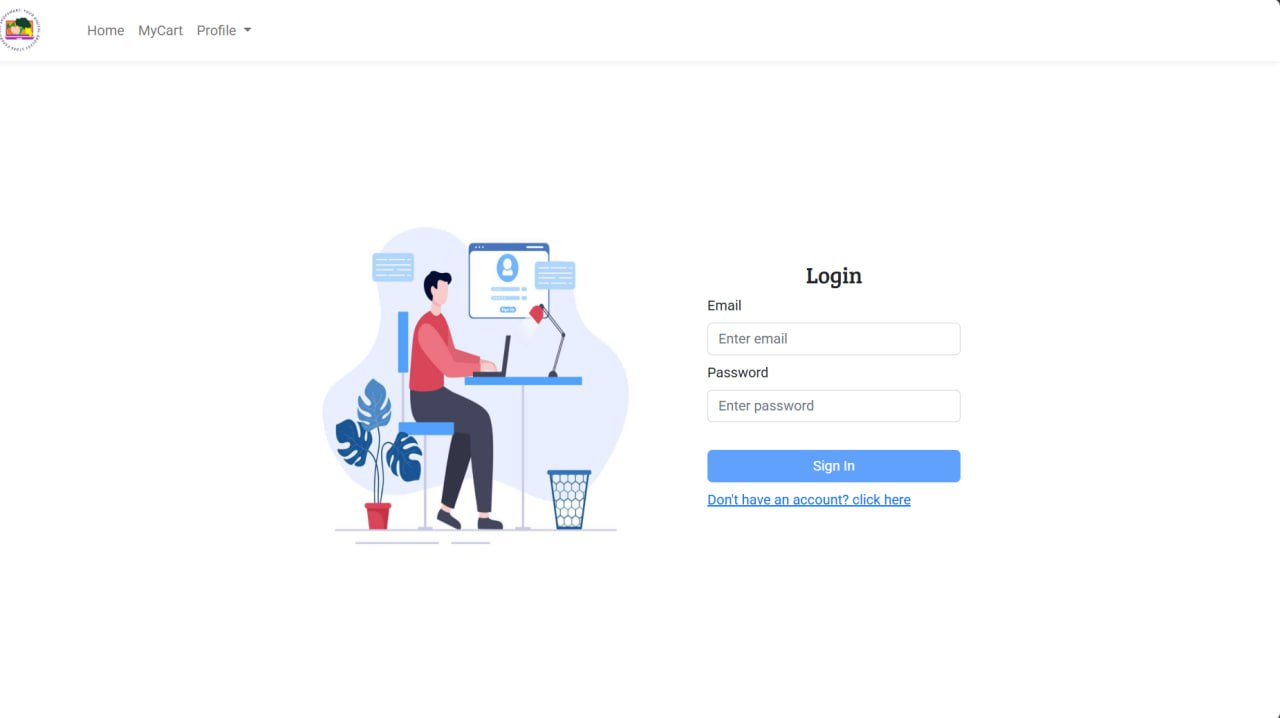 Home MyCart Profile
Login
Email
Enter email
Password
Enter password
Sign In
Don't have an account? click here